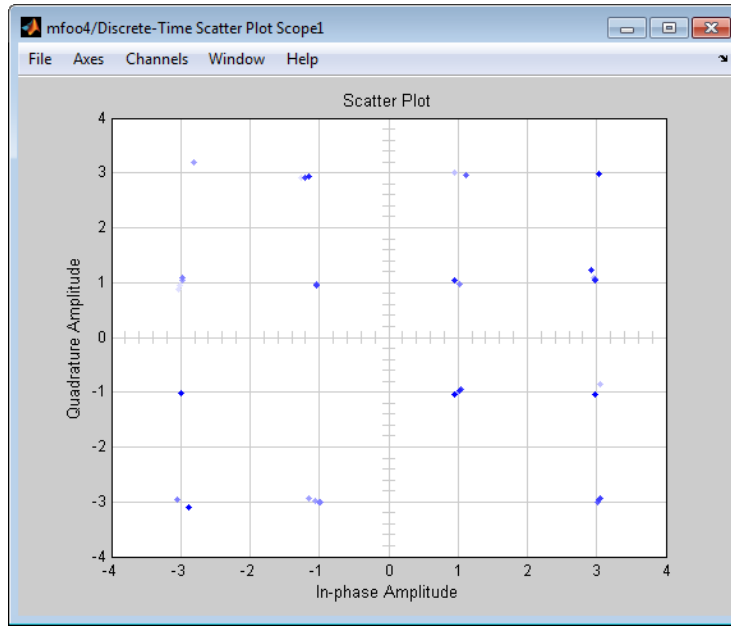 mfoo4/Discrete-Time Scatter Plot Scope1
File Axes Channels Window Help
Scatter Plot
4
3
2
1
0
-1
-2
-3
-4
Quadrature Amplitude
-4 -3 -2 -1 0 1 2 3 4
In-phase Amplitude